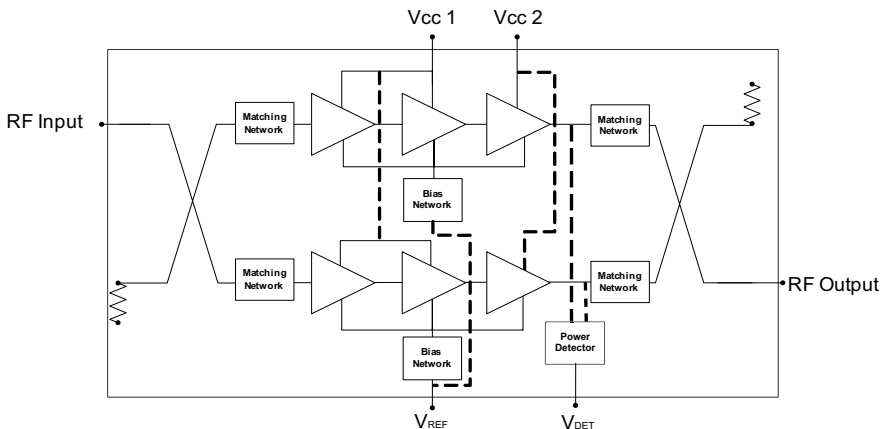 Vcc 1
Vcc 2
RF Input
Matching
Network
Matching
Network
Bias
Network
Matching
Network
Matching
Network
RF Output
Power
Detector
Bias
Network
VREF
VDET